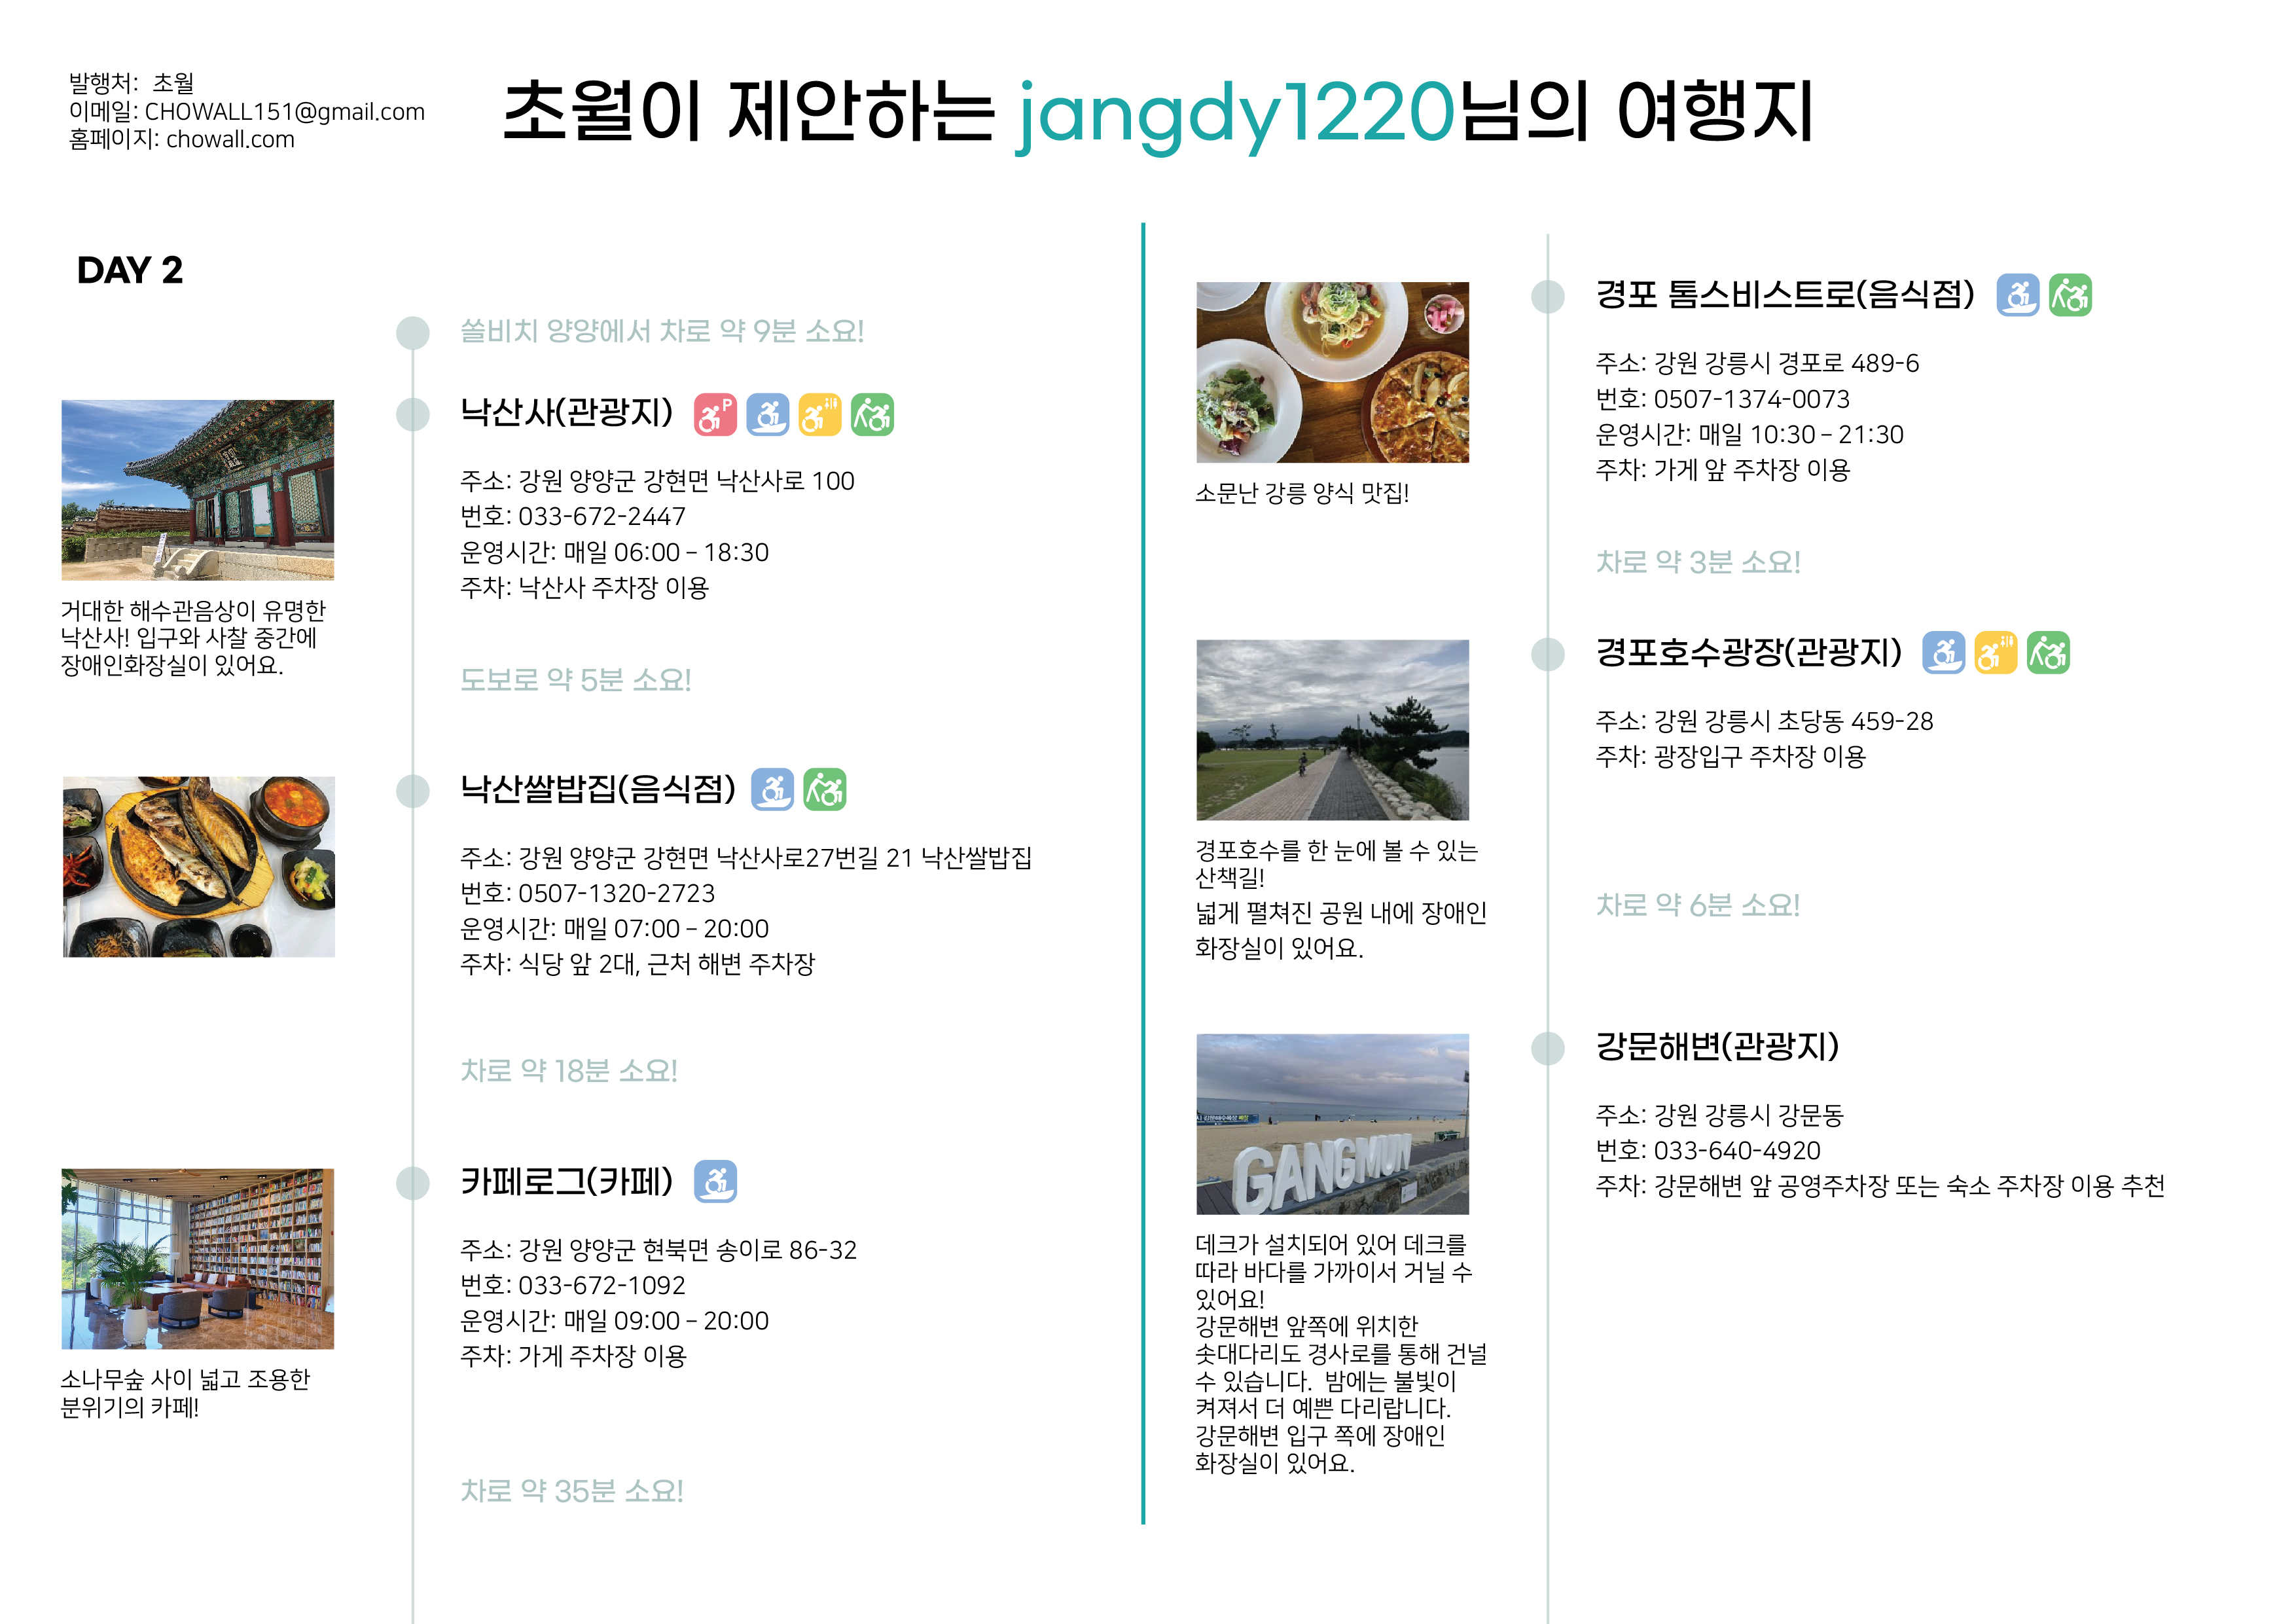 발행처:  초월
이메일: CHOWALL151@gmail.com
홈페이지: chowall.com
초월이 제안하는 jangdy1220님의 여행지
DAY 2
쏠비치 양양에서 차로 약 9분 소요!
낙산사(관광지)
P
주소: 강원 양양군 강현면 낙산사로 100
번호: 033-672-2447
운영시간: 매일 06:00 – 18:30
주차: 낙산사 주차장 이용
거대한 해수관음상이 유명한
낙산사! 입구와 사찰 중간에
장애인화장실이 있어요.
도보로 약 5분 소요!
낙산쌀밥집(음식점)
주소: 강원 양양군 강현면 낙산사로27번길 21 낙산쌀밥집
번호: 0507-1320-2723
운영시간: 매일 07:00 – 20:00
주차: 식당 앞 2대, 근처 해변 주차장
차로 약 18분 소요!
카페로그(카페)
주소: 강원 양양군 현북면 송이로 86-32
번호: 033-672-1092
운영시간: 매일 09:00 – 20:00
주차: 가게 주차장 이용
소나무숲 사이 넓고 조용한
분위기의 카페!
차로 약 35분 소요!
경포 톰스비스트로(음식점)
주소: 강원 강릉시 경포로 489-6
번호: 0507-1374-0073
운영시간: 매일 10:30 – 21:30
주차: 가게 앞 주차장 이용
소문난 강릉 양식 맛집!
차로 약 3분 소요!
경포호수광장(관광지)
주소: 강원 강릉시 초당동 459-28
주차: 광장입구 주차장 이용
경포호수를 한 눈에 볼 수 있는
산책길!
넓게 펼쳐진 공원 내에 장애인
화장실이 있어요.
차로 약 6분 소요!
강문해변(관광지)
주소: 강원 강릉시 강문동
번호: 033-640-4920
주차: 강문해변 앞 공영주차장 또는 숙소 주차장 이용 추천
GANGMUN
데크가 설치되어 있어 데크를
따라 바다를 가까이서 거닐 수
있어요!
강문해변 앞쪽에 위치한
솟대다리도 경사로를 통해 건널
수 있습니다.  밤에는 불빛이
켜져서 더 예쁜 다리랍니다.
강문해변 입구 쪽에 장애인
화장실이 있어요.